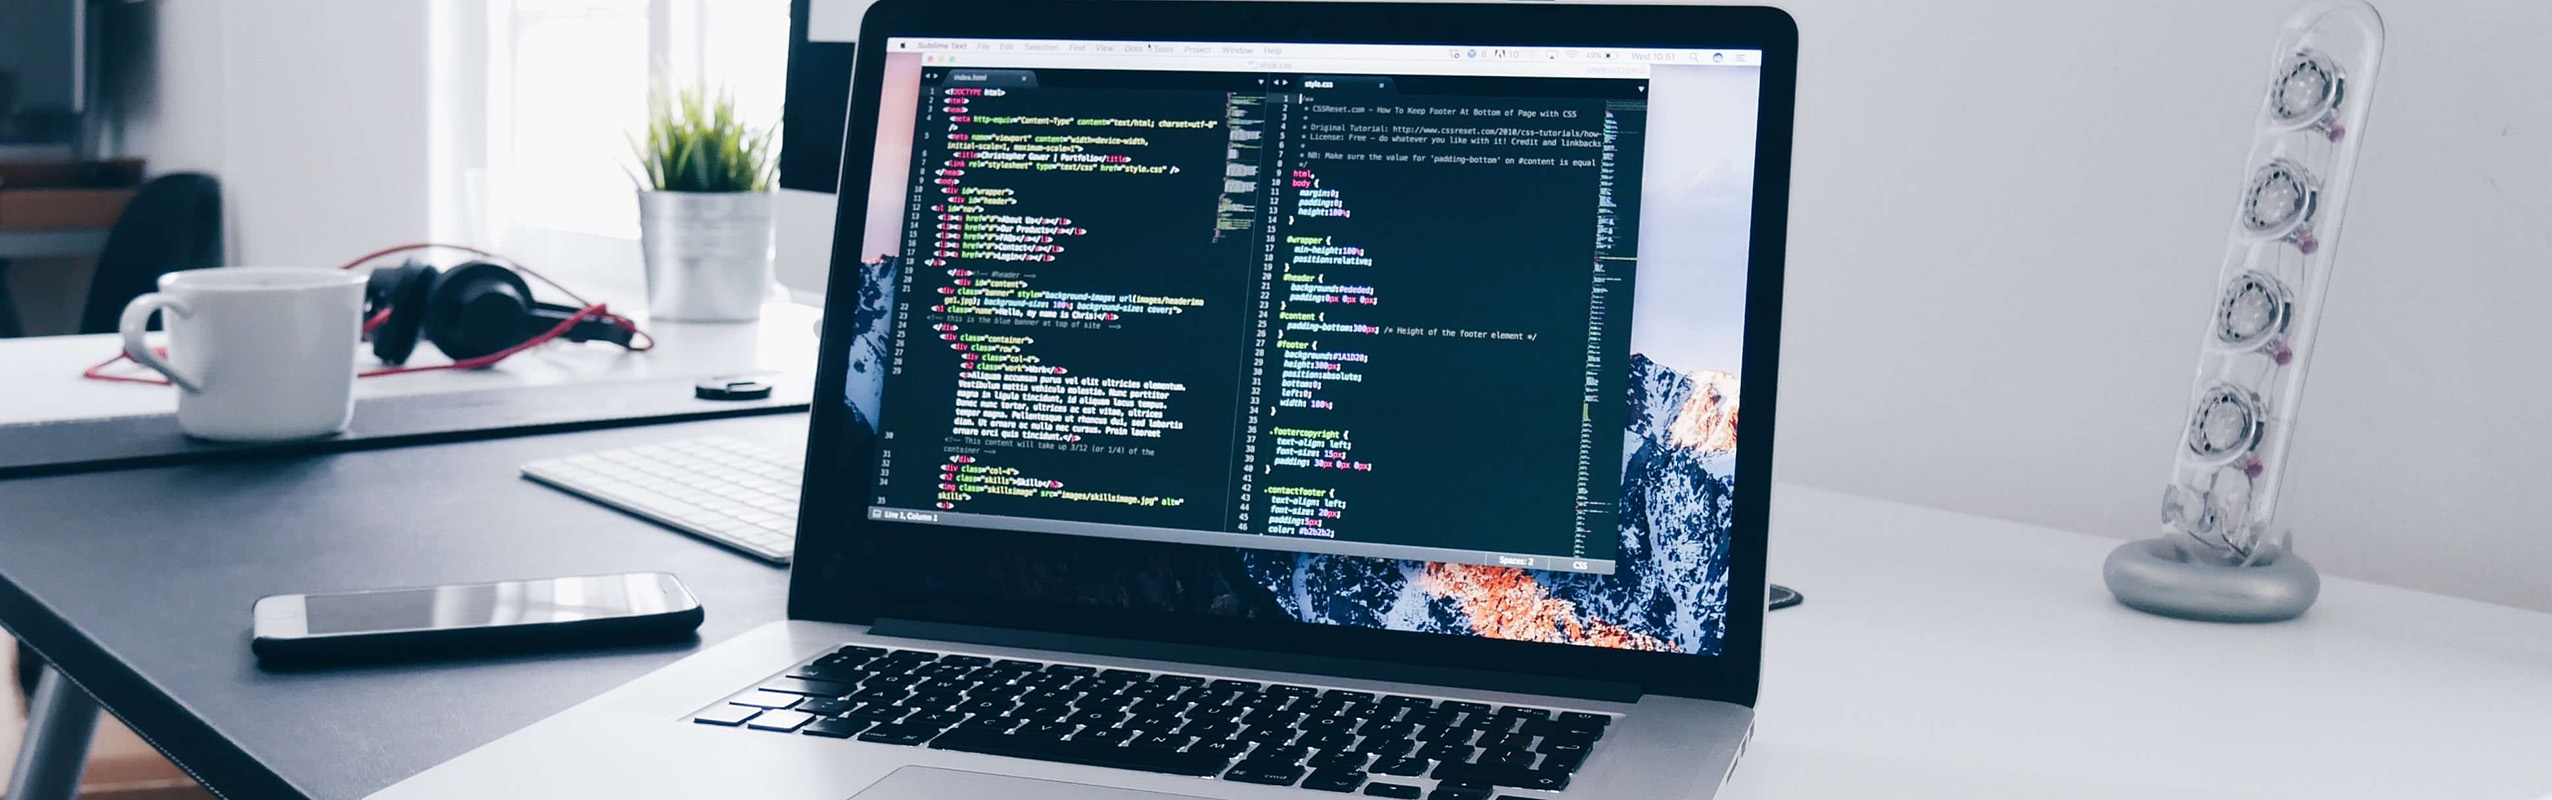 Sublime Text File Edit Selection Find View Goto Tools Project Window Help
Wed 10:51
style.css
UNREGISTERED
index.html
1 <!DOCTYPE html>
2 <html>
3 <head>
4 <meta http-equiv="Content-Type" content="text/html; charset=utf-8"
/>
5 <meta name="viewport" content="width=device-width,
initial-scale=1, maximum-scale=1">
6 <title>Christopher Gower | Portfolio</title>
7 <link rel="stylesheet" type="text/css" href="style.css" />
8 </head>
9 <body>
10 <div id="wrapper">
11 <div id="header">
12 <ul id="nav">
13 <li><a href="#">About Us</a></li>
14 <li><a href="#">Our Products</a></li>
15 <li><a href="#">FAQs</a></li>
16 <li><a href="#">Contact</a></li>
17 <li><a href="#">Login</a></li>
18 </ul>
19 </div><!-- #header -->
20 <div id="content">
21 <div class="banner" style="background-image: url(images/headerima
ge1.jpg); background-size: 100%; background-size: cover;">
22 <h1 class="name">Hello, my name is Chris!</h1>
23 <!-- this is the blue banner at top of site -->
24 </div>
25 <div class="container">
26 <div class="row">
27 <div class="col-4">
28 <h2 class="work">Work</h2>
29 <p>Aliquam accumsan purus vel elit ultricies elementum.
Vestibulum mattis vehicula molestie. Nunc porttitor
magna in ligula tincidunt, id aliquam lacus tempus.
Donec nunc tortor, ultrices ac est vitae, ultrices
tempor magna. Pellentesque ut rhoncus dui, sed lobortis
diam. Ut ornare ac nulla nec cursus. Proin laoreet
ornare orci quis tincidunt.</p>
30 <!-- This content will take up 3/12 (or 1/4) of the
container -->
31 </div>
32 <div class="col-4">
33 <h2 class="skills">Skills</h2>
34 <img class="skillsimage" src="images/skillsimage.jpg" alt="
skills">
35 <ul>
Line 1, Column 1
style.css
1 /**
2 * CSSReset.com - How To Keep Footer At Bottom of Page with CSS
3 *
4 * Original Tutorial: http://www.cssreset.com/2010/css-tutorials/how-
5 * License: Free - do whatever you like with it! Credit and linkbacks
6 *
7 * NB: Make sure the value for 'padding-bottom' on #content is equal
8 */
9 html,
10 body {
11 margin:0;
12 padding:0;
13 height:100%;
14 }
15
16 #wrapper {
17 min-height:100%;
18 position:relative;
19 }
20 #header {
21 background:#ededed;
22 padding:0px 0px 0px;
23 }
24 #content {
25 padding-bottom:300px; /* Height of the footer element */
26 }
27 #footer {
28 background:#1A1D20;
29 height:300px;
30 position:absolute;
31 bottom:0;
32 left:0;
33 width: 100%;
34 }
35
36 .footercopyright {
37 text-align: left;
38 font-size: 15px;
39 padding: 30px 0px 0px;
40 }
41
42 .contactfooter {
43 text-align: left;
44 font-size: 20px;
45 padding:5px;
46 color: #b2b2b2;
Spaces: 2 CSS